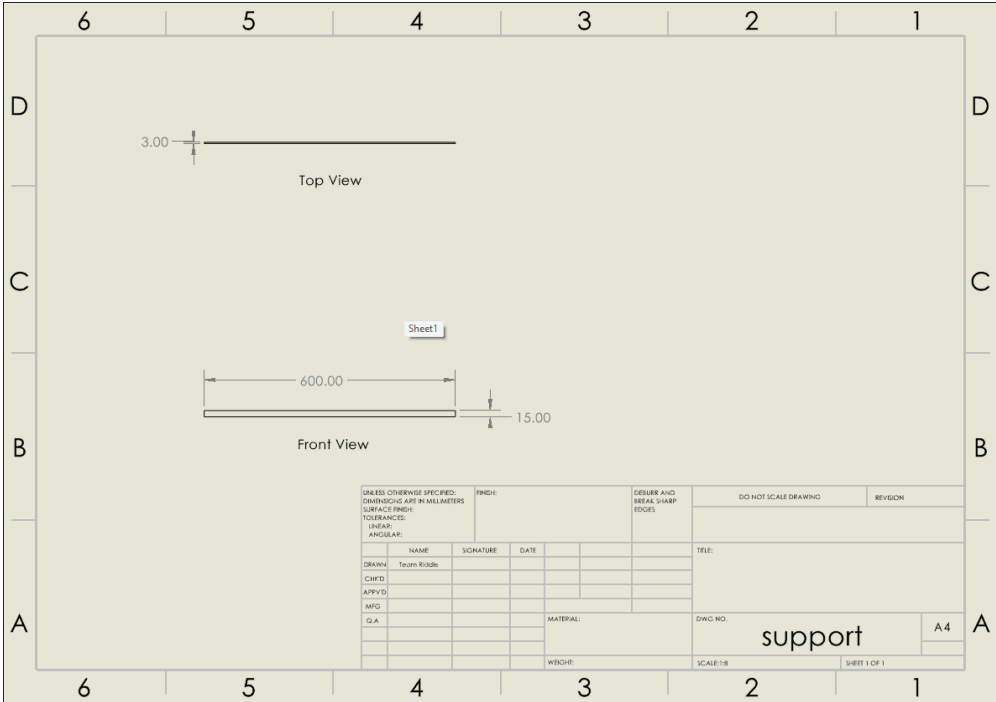 6 5 4 3 2 1
D D
3.00
Top View
C C
Sheet1
600.00
15.00
B B
Front View
UNLESS OTHERWISE SPECIFIED:
DIMENSIONS ARE IN MILLIMETERS
SURFACE FINISH:
TOLERANCES:
LINEAR:
ANGULAR:
FINISH:
DEBURR AND
BREAK SHARP
EDGES
DO NOT SCALE DRAWING
REVISION
NAME SIGNATURE DATE
TITLE:
DRAWN Team Riddle
CHK'D
APPV'D
MFG
Q.A
MATERIAL:
DWG NO.
A A
support
A4
WEIGHT:
SCALE:1:8
SHEET 1 OF 1
6 5 4 3 2 1